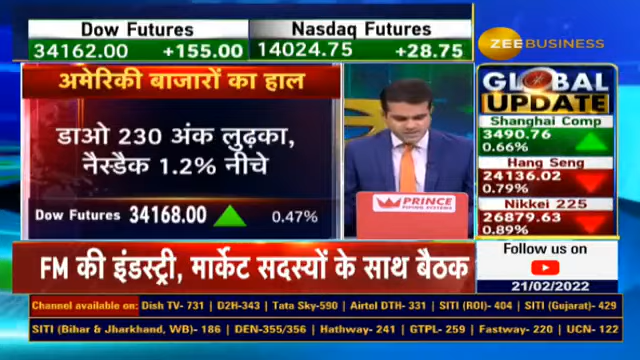 Dow Futures
34162.00 +155.00
Nasdaq Futures
14024.75 +28.75
ZEE BUSINESS
अमेरिकी बाजारों का हाल
डाओ 230 अंक लुढ़का,
नैस्डैक 1.2% नीचे
Dow Futures 34168.00 0.47%
PRINCE
PIPING SYSTEMS
GLOBAL
UPDATE
Shanghai Comp
3490.76
0.66%
Hang Seng
24136.02
0.79%
Nikkei 225
26879.63
0.89%
FM की इंडस्ट्री, मार्केट सदस्यों के साथ बैठक
Follow us on
21/02/2022
Channel available on: Dish TV- 731 | D2H-343 | Tata Sky-590 | Airtel DTH- 331 | SITI (ROI)- 404 | SITI (Gujarat)- 429
SITI (Bihar & Jharkhand, WB)- 186 | DEN-355/356 | Hathway- 241 | GTPL- 259 | Fastway- 220 | UCN- 122